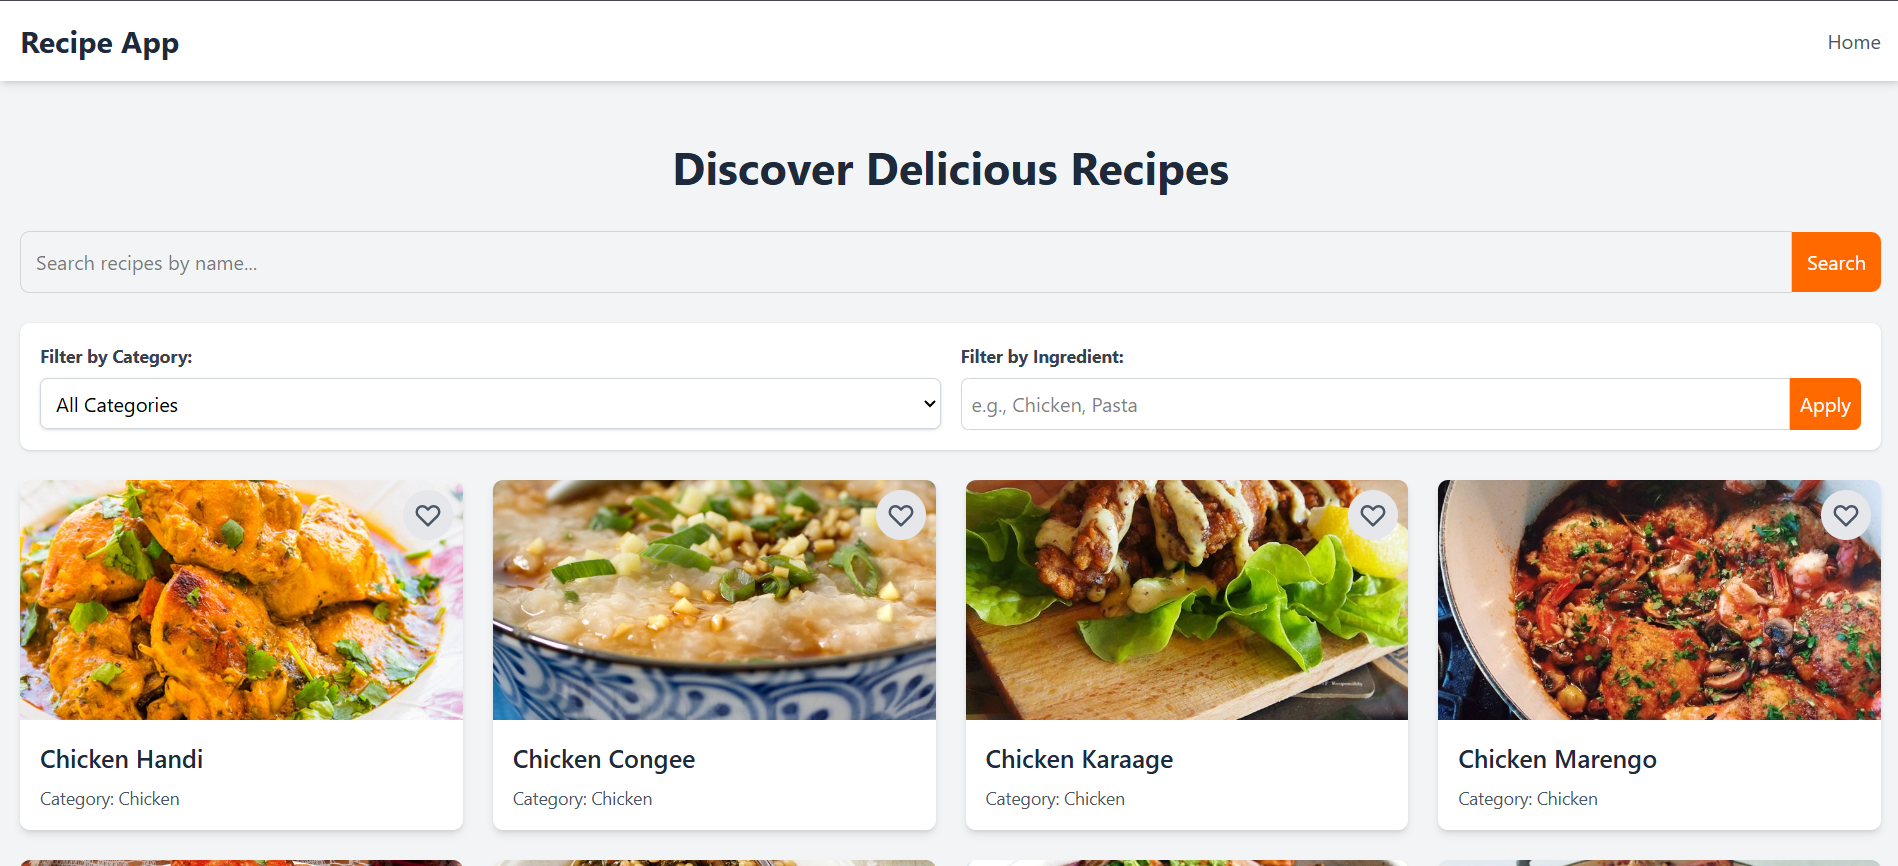 Recipe App
Home
Discover Delicious Recipes
Search recipes by name...
Search
Filter by Category:
Filter by Ingredient:
All Categories
e.g., Chicken, Pasta
Apply
Chicken Handi
Category: Chicken
Chicken Congee
Category: Chicken
Chicken Karaage
Category: Chicken
Chicken Marengo
Category: Chicken